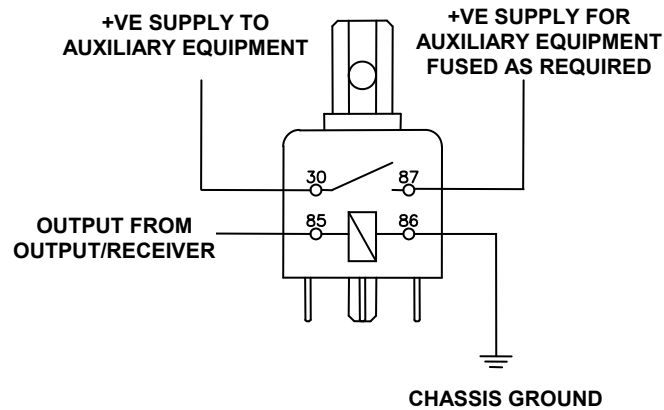 +VE SUPPLY TO
AUXILIARY EQUIPMENT
+VE SUPPLY FOR
AUXILIARY EQUIPMENT
FUSED AS REQUIRED
30
87
OUTPUT FROM
OUTPUT/RECEIVER
85
86
CHASSIS GROUND